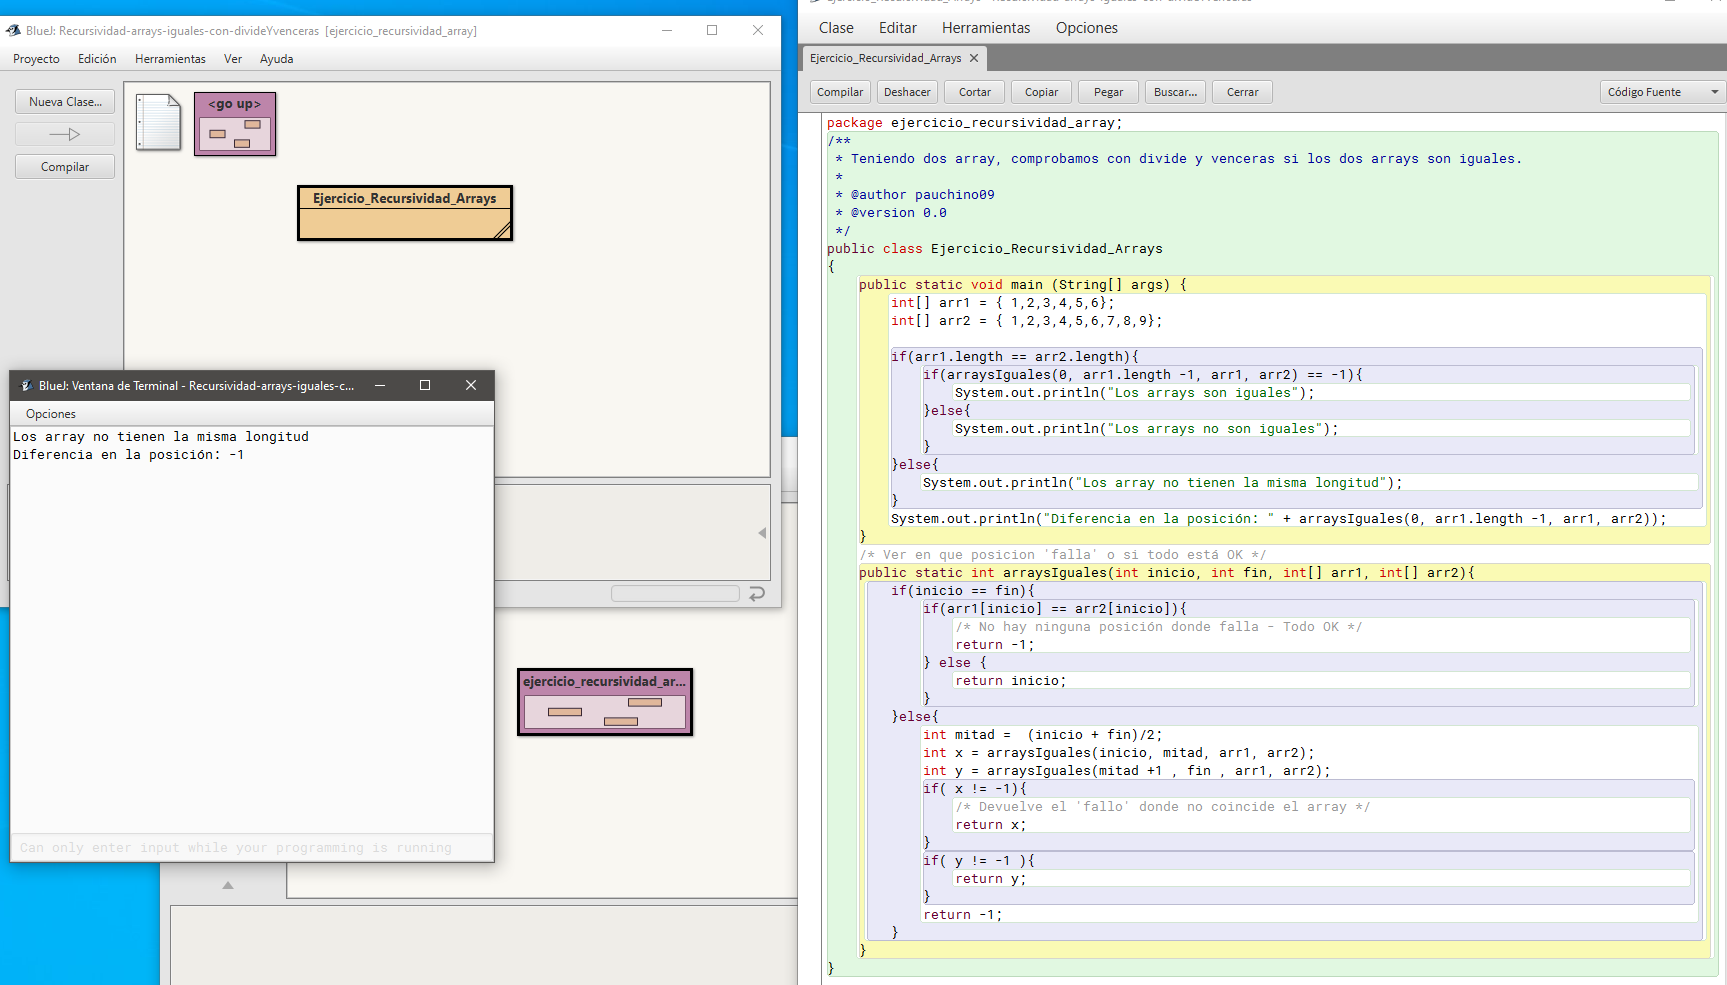 BlueJ: Recursividad-arrays-iguales-con-divideYvenceras [ejercicio_recursividad_array]
Proyecto Edición Herramientas Ver Ayuda
Nueva Clase...
Compilar
<go up>
Ejercicio_Recursividad_Arrays
BlueJ: Ventana de Terminal - Recursividad-arrays-iguales-c...
Opciones
Los array no tienen la misma longitud
Diferencia en la posición: -1
Can only enter input while your programming is running
ejercicio_recursividad_ar...
Clase Editar Herramientas Opciones
Ejercicio_Recursividad_Arrays
Compilar Deshacer Cortar Copiar Pegar Buscar... Cerrar Código Fuente
package ejercicio_recursividad_array;
/**
* Teniendo dos array, comprobamos con divide y venceras si los dos arrays son iguales.
*
* @author pauchino09
* @version 0.0
*/
public class Ejercicio_Recursividad_Arrays
{
public static void main (String[] args) {
int[] arr1 = { 1,2,3,4,5,6};
int[] arr2 = { 1,2,3,4,5,6,7,8,9};
if(arr1.length == arr2.length){
if(arraysIguales(0, arr1.length -1, arr1, arr2) == -1){
System.out.println("Los arrays son iguales");
}else{
System.out.println("Los arrays no son iguales");
}
}else{
System.out.println("Los array no tienen la misma longitud");
}
System.out.println("Diferencia en la posición: " + arraysIguales(0, arr1.length -1, arr1, arr2));
}
/* Ver en que posicion 'falla' o si todo está OK */
public static int arraysIguales(int inicio, int fin, int[] arr1, int[] arr2){
if(inicio == fin){
if(arr1[inicio] == arr2[inicio]){
/* No hay ninguna posición donde falla - Todo OK */
return -1;
} else {
return inicio;
}
}else{
int mitad =  (inicio + fin)/2;
int x = arraysIguales(inicio, mitad, arr1, arr2);
int y = arraysIguales(mitad +1 , fin , arr1, arr2);
if( x != -1){
/* Devuelve el 'fallo' donde no coincide el array */
return x;
}
if( y != -1 ){
return y;
}
return -1;
}
}
}